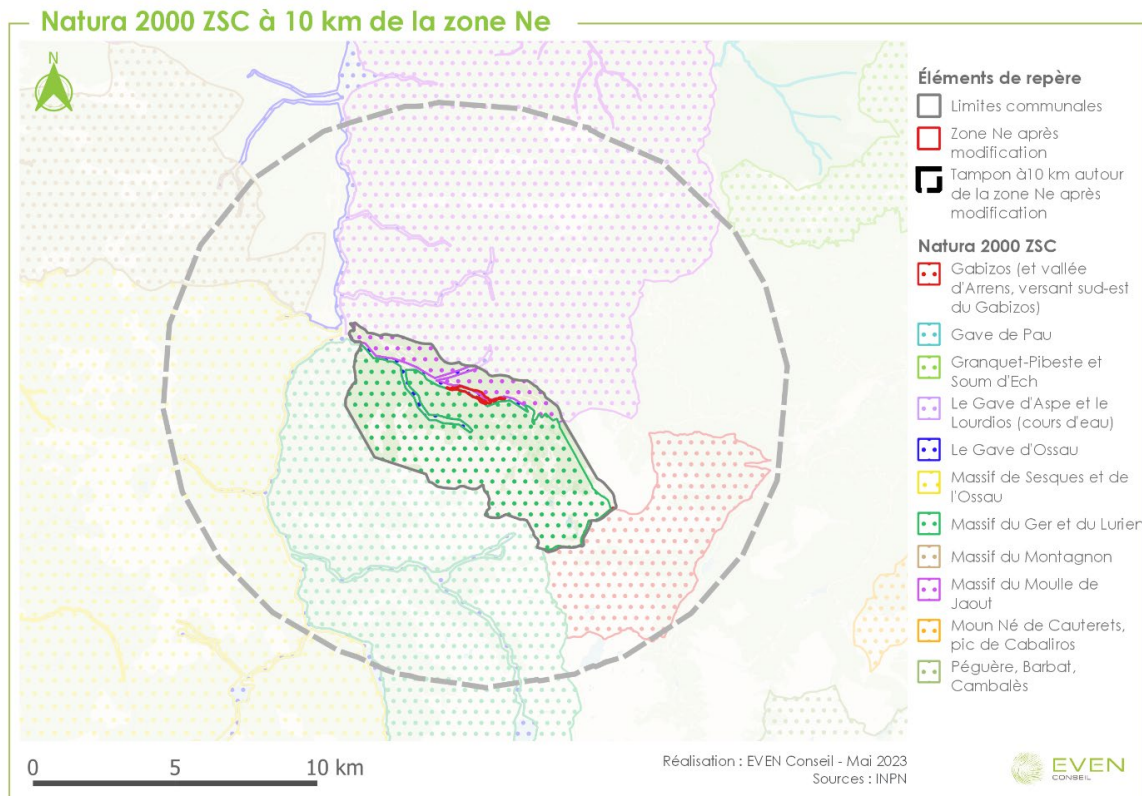 Natura 2000 ZSC à 10 km de la zone Ne
N
Éléments de repère
Limites communales
Zone Ne après
modification
Tampon à10 km autour
de la zone Ne après
modification
Natura 2000 ZSC
Gabizos (et vallée
d'Arrens, versant sud-est
du Gabizos)
Gave de Pau
Granquet-Pibeste et
Soum d'Ech
Le Gave d'Aspe et le
Lourdios (cours d'eau)
Le Gave d'Ossau
Massif de Sesques et de
l'Ossau
Massif du Ger et du Lurien
Massif du Montagnon
Massif du Moulle de
Jaout
Moun Né de Cauterets,
pic de Cabaliros
Péguère, Barbat,
Cambalès
0 5 10 km
Réalisation : EVEN Conseil - Mai 2023
Sources : INPN
EVEN
CONSEIL